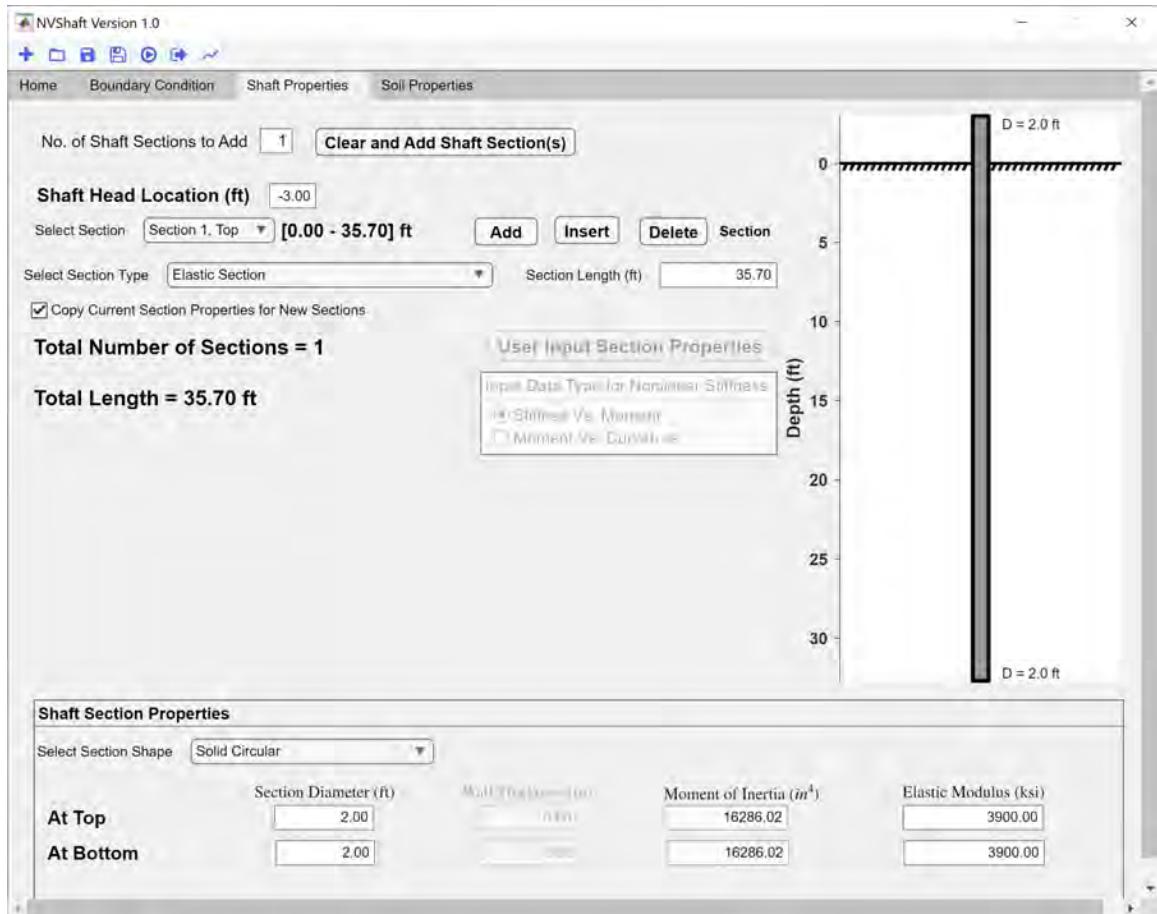 NVShaft Version 1.0
Home Boundary Condition Shaft Properties Soil Properties
No. of Shaft Sections to Add 1 Clear and Add Shaft Section(s)
Shaft Head Location (ft) -3.00
Select Section Section 1, Top [0.00 - 35.70] ft Add Insert Delete Section
Select Section Type Elastic Section Section Length (ft) 35.70
Copy Current Section Properties for New Sections
Total Number of Sections = 1
User Input Section Properties
Total Length = 35.70 ft
Input Data Type for Nonlinear Stiffness
Stiffness Vs. Moment
Moment Vs. Curvature
D = 2.0 ft
0
5
10
15
20
25
30
Depth (ft)
D = 2.0 ft
Shaft Section Properties
Select Section Shape Solid Circular
Section Diameter (ft) Moment of Inertia (in⁴) Elastic Modulus (ksi)
At Top 2.00 16286.02 3900.00
At Bottom 2.00 16286.02 3900.00